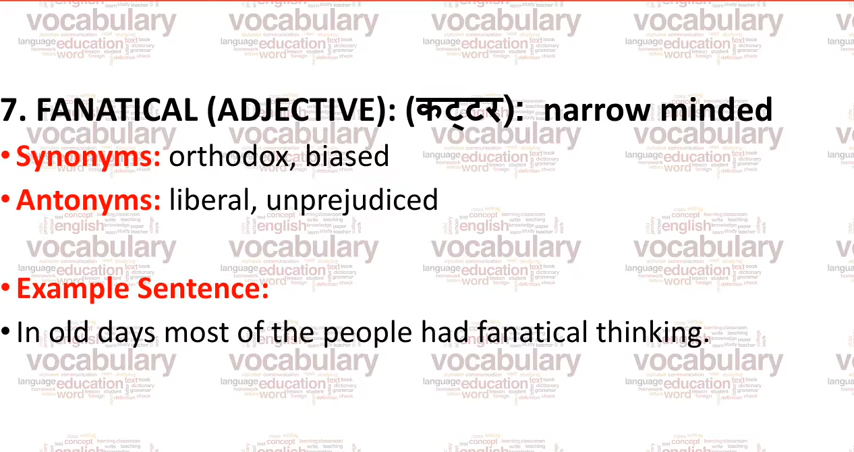 7. FANATICAL (ADJECTIVE): (कट्टर): narrow minded
• Synonyms: orthodox, biased
• Antonyms: liberal, unprejudiced
• Example Sentence:
• In old days most of the people had fanatical thinking.